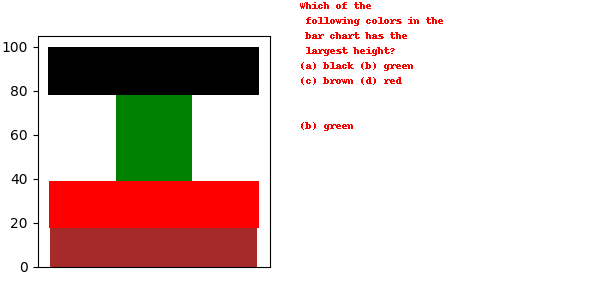 100
80
60
40
20
0
Which of the
following colors in the
bar chart has the
largest height?
(a) black (b) green
(c) brown (d) red
(b) green